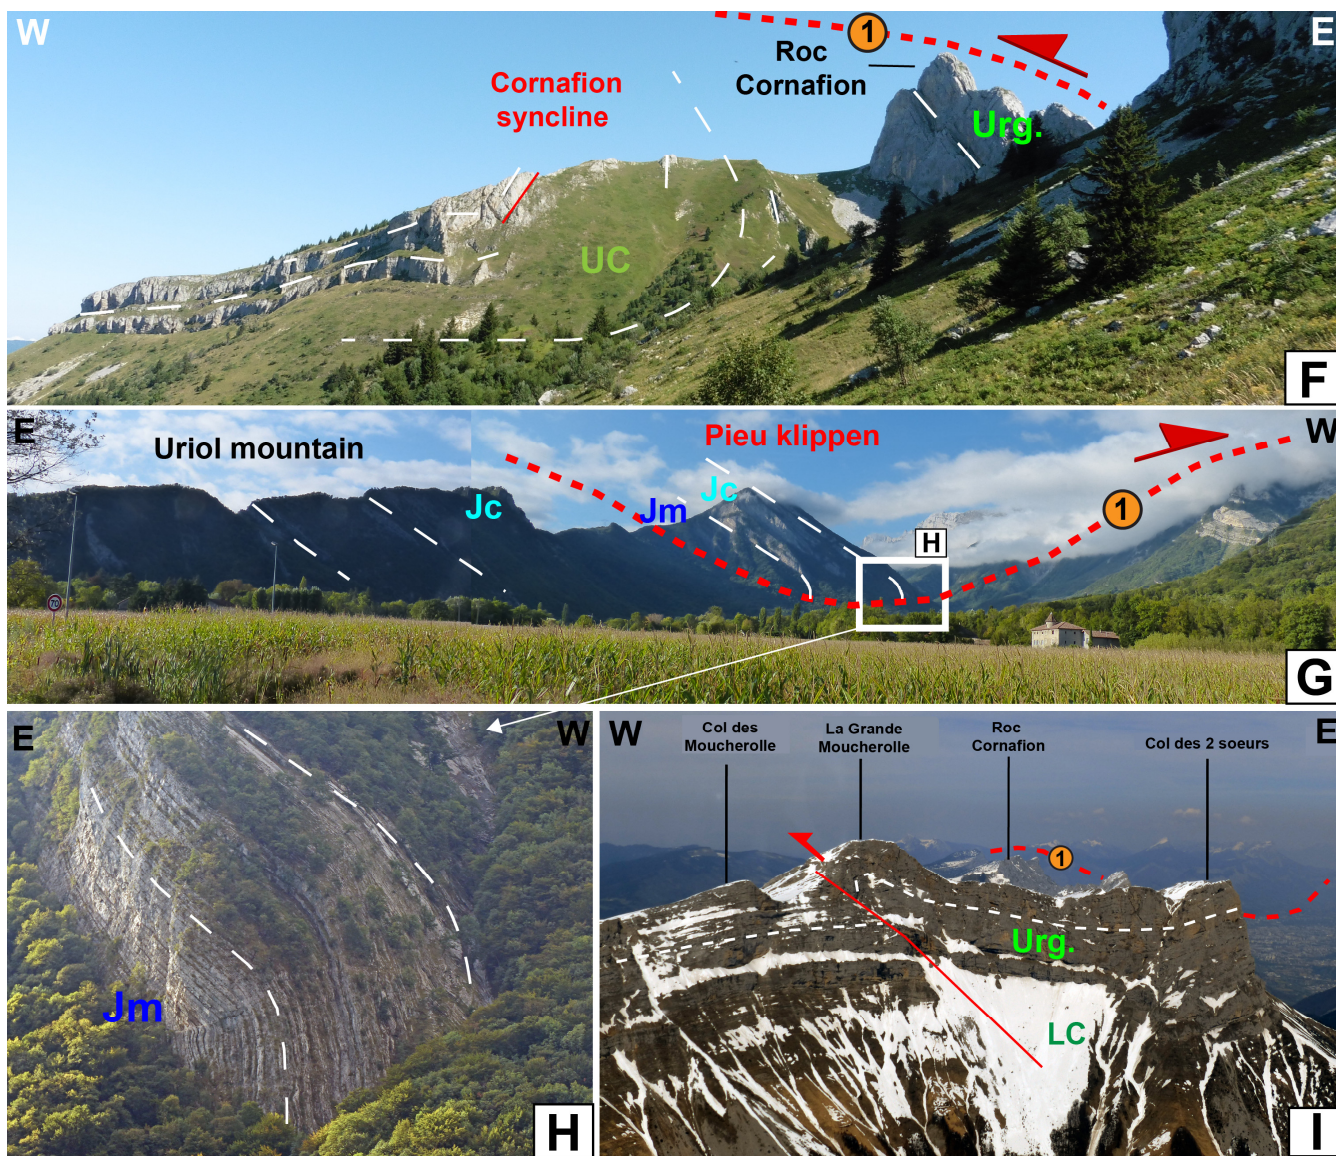 W
E
1
Roc
Cornafion
Cornafion
syncline
Urg.
UC
F
E
W
Uriol mountain
Pieu klippen
Jc
Jc
Jm
1
H
70
G
E
W
Jm
H
W
E
Col des
Moucherolle
La Grande
Moucherolle
Roc
Cornafion
Col des 2 soeurs
1
Urg.
LC
I